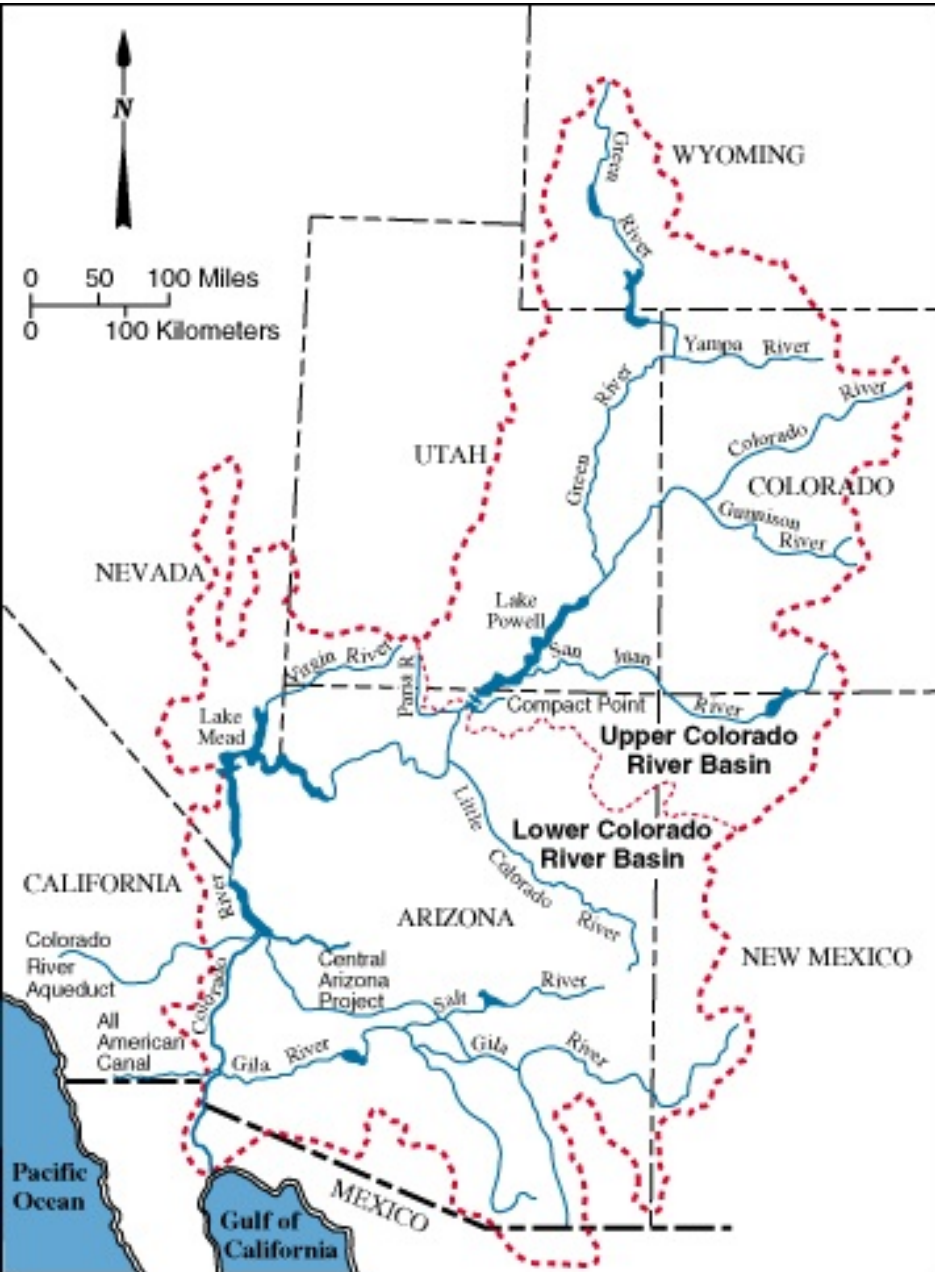 N
WYOMING
Green
River
0 50 100 Miles
0 100 Kilometers
Yampa River
River
Green
Colorado River
UTAH
COLORADO
Gunnison
River
NEVADA
Lake
Powell
San Juan
River
Virgin River
Paria R
Compact Point
Lake
Mead
Upper Colorado
River Basin
Lower Colorado
River Basin
Little
Colorado
River
CALIFORNIA
River
Colorado
ARIZONA
NEW MEXICO
Colorado
River
Aqueduct
Central
Arizona
Project
Salt River
All
American
Canal
Gila River
Gila River
Pacific
Ocean
MEXICO
Gulf of
California